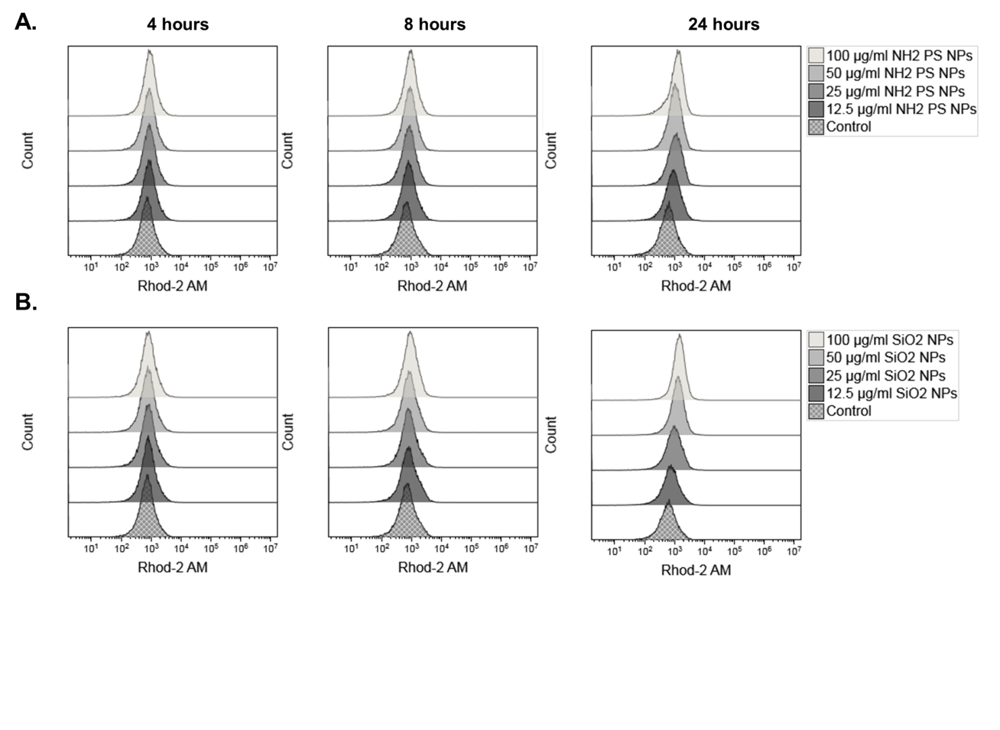 A.
4 hours
8 hours
24 hours
100 µg/ml NH2 PS NPs
50 µg/ml NH2 PS NPs
25 µg/ml NH2 PS NPs
12.5 µg/ml NH2 PS NPs
Control
Count
Count
Count
10¹ 10² 10³ 10⁴ 10⁵ 10⁶ 10⁷
10¹ 10² 10³ 10⁴ 10⁵ 10⁶ 10⁷
10¹ 10² 10³ 10⁴ 10⁵ 10⁶ 10⁷
Rhod-2 AM
Rhod-2 AM
Rhod-2 AM
B.
100 µg/ml SiO2 NPs
50 µg/ml SiO2 NPs
25 µg/ml SiO2 NPs
12.5 µg/ml SiO2 NPs
Control
Count
Count
Count
10¹ 10² 10³ 10⁴ 10⁵ 10⁶ 10⁷
10¹ 10² 10³ 10⁴ 10⁵ 10⁶ 10⁷
10¹ 10² 10³ 10⁴ 10⁵ 10⁶ 10⁷
Rhod-2 AM
Rhod-2 AM
Rhod-2 AM